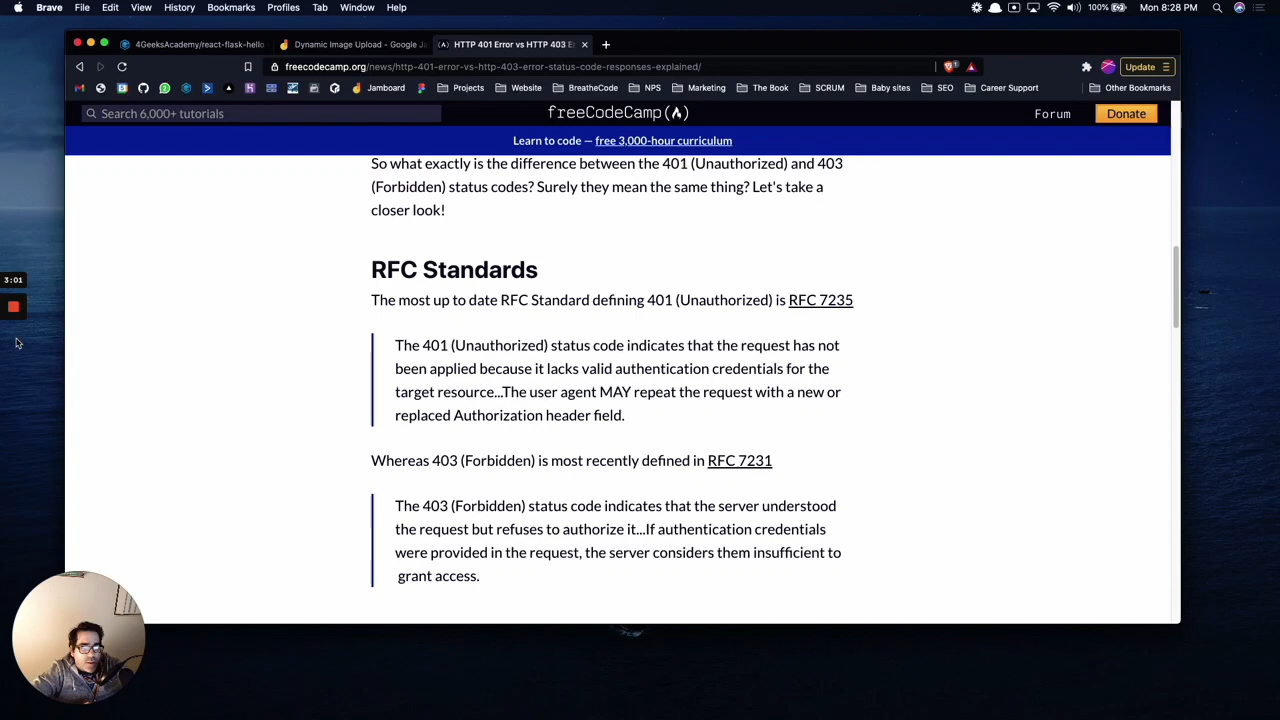 Brave File Edit View History Bookmarks Profiles Tab Window Help 100% Mon 8:28 PM
4GeeksAcademy/react-flask-hello Dynamic Image Upload - Google Ja HTTP 401 Error vs HTTP 403 E
freecodecamp.org/news/http-401-error-vs-http-403-error-status-code-responses-explained/ Update
Jamboard Projects Website BreatheCode NPS Marketing The Book SCRUM Baby sites SEO Career Support Other Bookmarks
Search 6,000+ tutorials freeCodeCamp Forum Donate
Learn to code — free 3,000-hour curriculum
So what exactly is the difference between the 401 (Unauthorized) and 403
(Forbidden) status codes? Surely they mean the same thing? Let's take a
closer look!
RFC Standards
3:01
The most up to date RFC Standard defining 401 (Unauthorized) is RFC 7235
The 401 (Unauthorized) status code indicates that the request has not
been applied because it lacks valid authentication credentials for the
target resource...The user agent MAY repeat the request with a new or
replaced Authorization header field.
Whereas 403 (Forbidden) is most recently defined in RFC 7231
The 403 (Forbidden) status code indicates that the server understood
the request but refuses to authorize it...If authentication credentials
were provided in the request, the server considers them insufficient to
grant access.